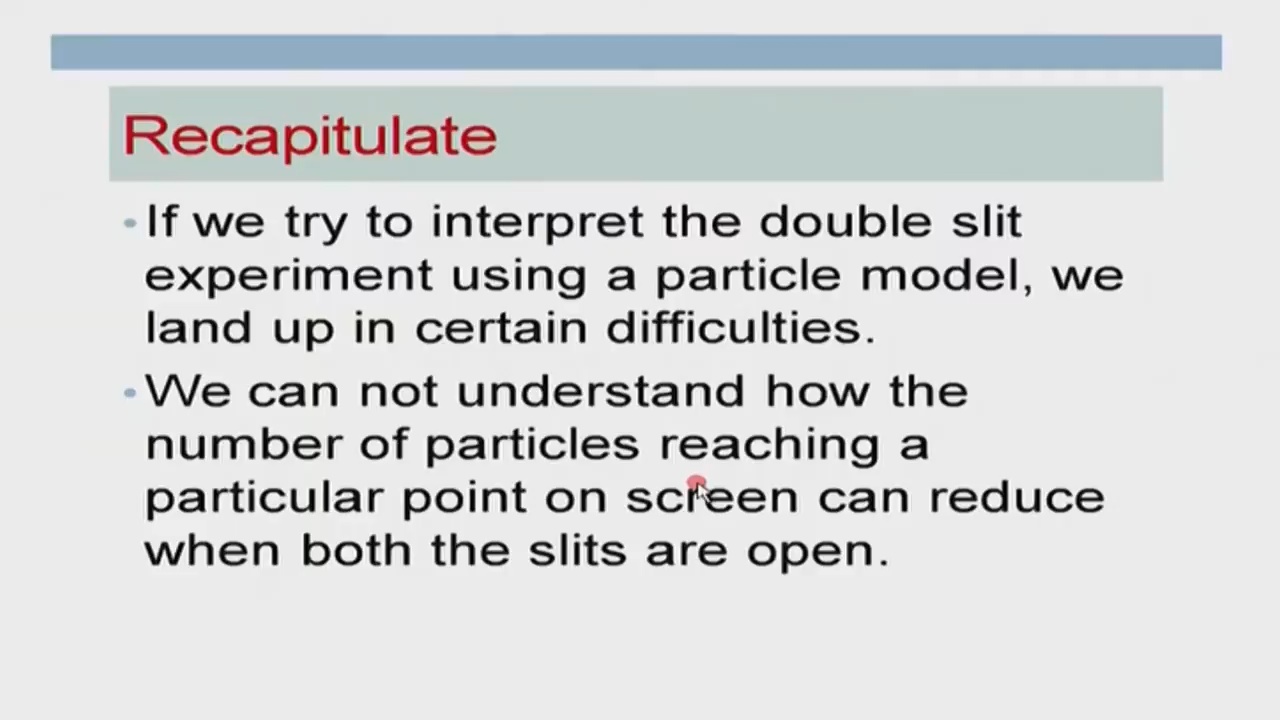 Recapitulate
• If we try to interpret the double slit
experiment using a particle model, we
land up in certain difficulties.
• We can not understand how the
number of particles reaching a
particular point on screen can reduce
when both the slits are open.